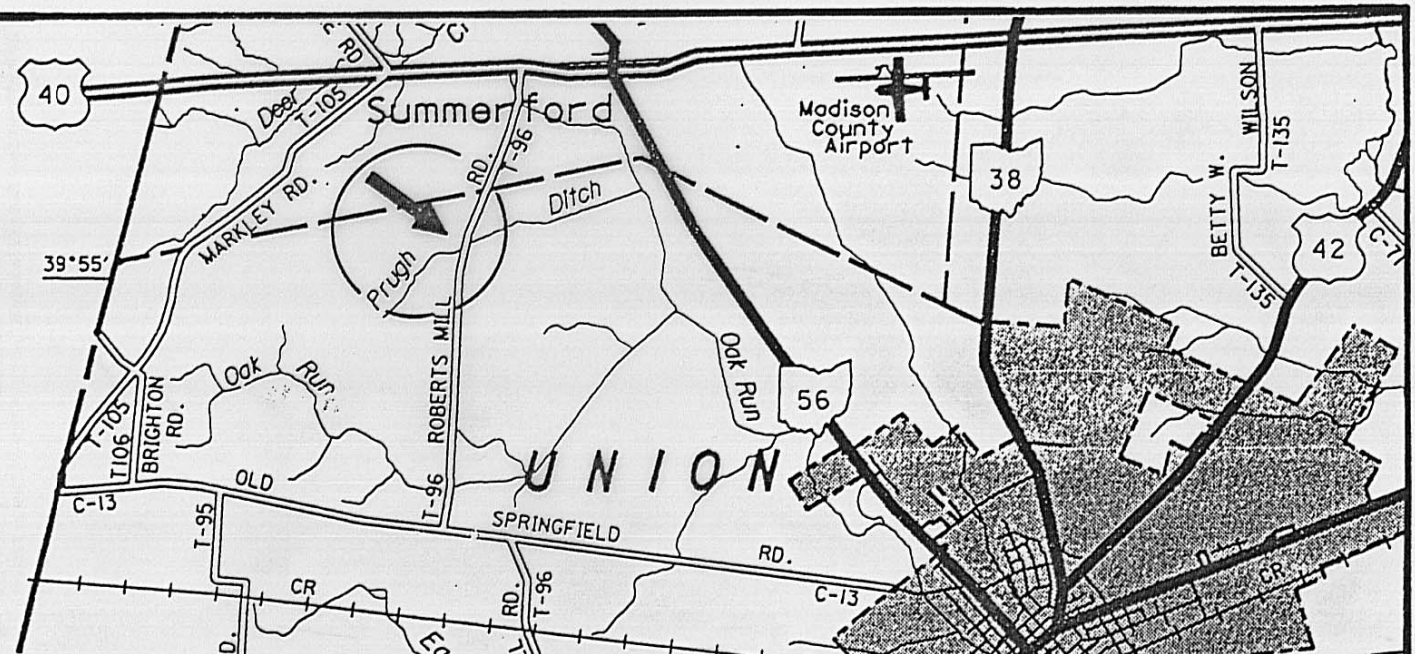 E RD
C
40
Deer
T-105
Summerford
T-96
RD.
Madison
County
Airport
38
WILSON
T-135
BETTY W.
T-135
42
C-71
MARKLEY RD.
39°55'
Ditch
Prugh
T-96 ROBERTS MILL
Oak Run
Oak Run
56
T-105
T106
BRIGHTON
RD.
UNION
C-13
OLD
SPRINGFIELD
RD.
C-13
T-95
CR
RD.
T-96
CR
D.
T-